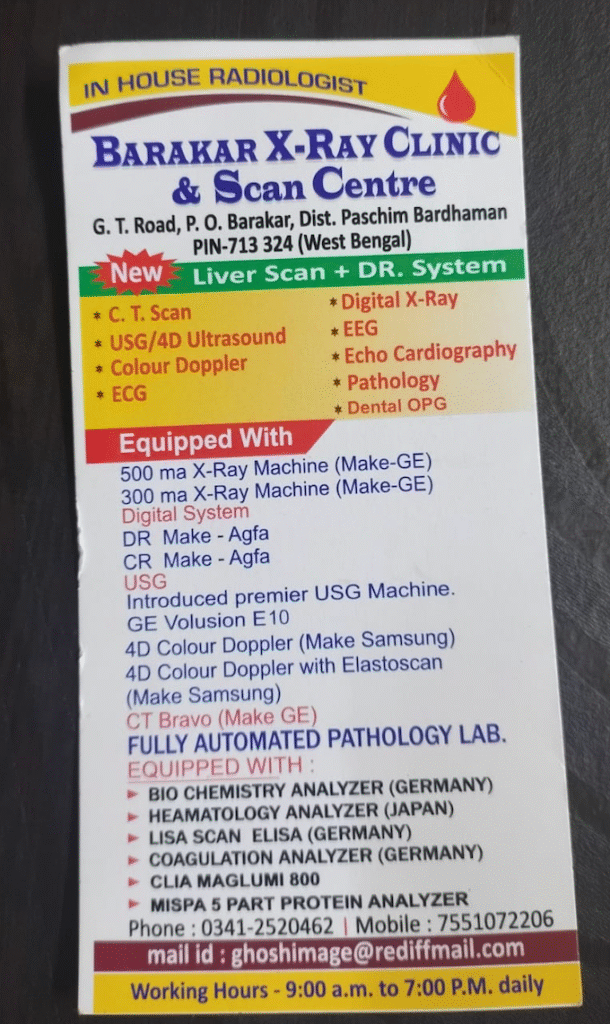 IN HOUSE RADIOLOGIST
BARAKAR X-RAY CLINIC
& SCAN CENTRE
G. T. Road, P. O. Barakar, Dist. Paschim Bardhaman
PIN-713 324 (West Bengal)
New Liver Scan + DR. System
* C. T. Scan
* USG/4D Ultrasound
* Colour Doppler
* ECG
* Digital X-Ray
* EEG
* Echo Cardiography
* Pathology
* Dental OPG
Equipped With
500 ma X-Ray Machine (Make-GE)
300 ma X-Ray Machine (Make-GE)
Digital System
DR Make - Agfa
CR Make - Agfa
USG
Introduced premier USG Machine.
GE Volusion E10
4D Colour Doppler (Make Samsung)
4D Colour Doppler with Elastoscan
(Make Samsung)
CT Bravo (Make GE)
FULLY AUTOMATED PATHOLOGY LAB.
EQUIPPED WITH :
► BIO CHEMISTRY ANALYZER (GERMANY)
► HEAMATOLOGY ANALYZER (JAPAN)
► LISA SCAN ELISA (GERMANY)
► COAGULATION ANALYZER (GERMANY)
► CLIA MAGLUMI 800
► MISPA 5 PART PROTEIN ANALYZER
Phone : 0341-2520462 | Mobile : 7551072206
mail id : ghoshimage@rediffmail.com
Working Hours - 9:00 a.m. to 7:00 P.M. daily